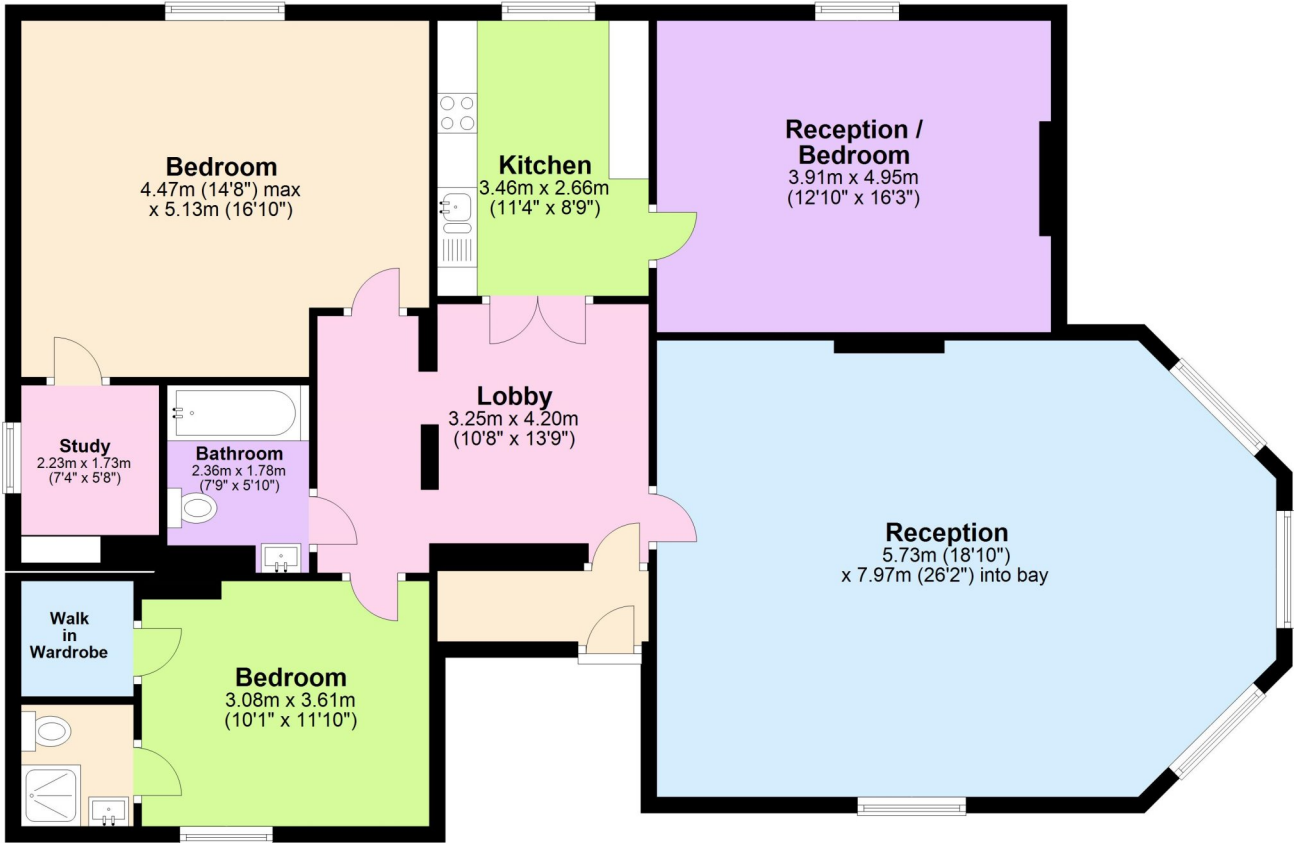 Bedroom
4.47m (14'8") max
x 5.13m (16'10")
Kitchen
3.46m x 2.66m
(11'4" x 8'9")
Reception /
Bedroom
3.91m x 4.95m
(12'10" x 16'3")
Lobby
3.25m x 4.20m
(10'8" x 13'9")
Study
2.23m x 1.73m
(7'4" x 5'8")
Bathroom
2.36m x 1.78m
(7'9" x 5'10")
Reception
5.73m (18'10")
x 7.97m (26'2") into bay
Walk
in
Wardrobe
Bedroom
3.08m x 3.61m
(10'1" x 11'10")